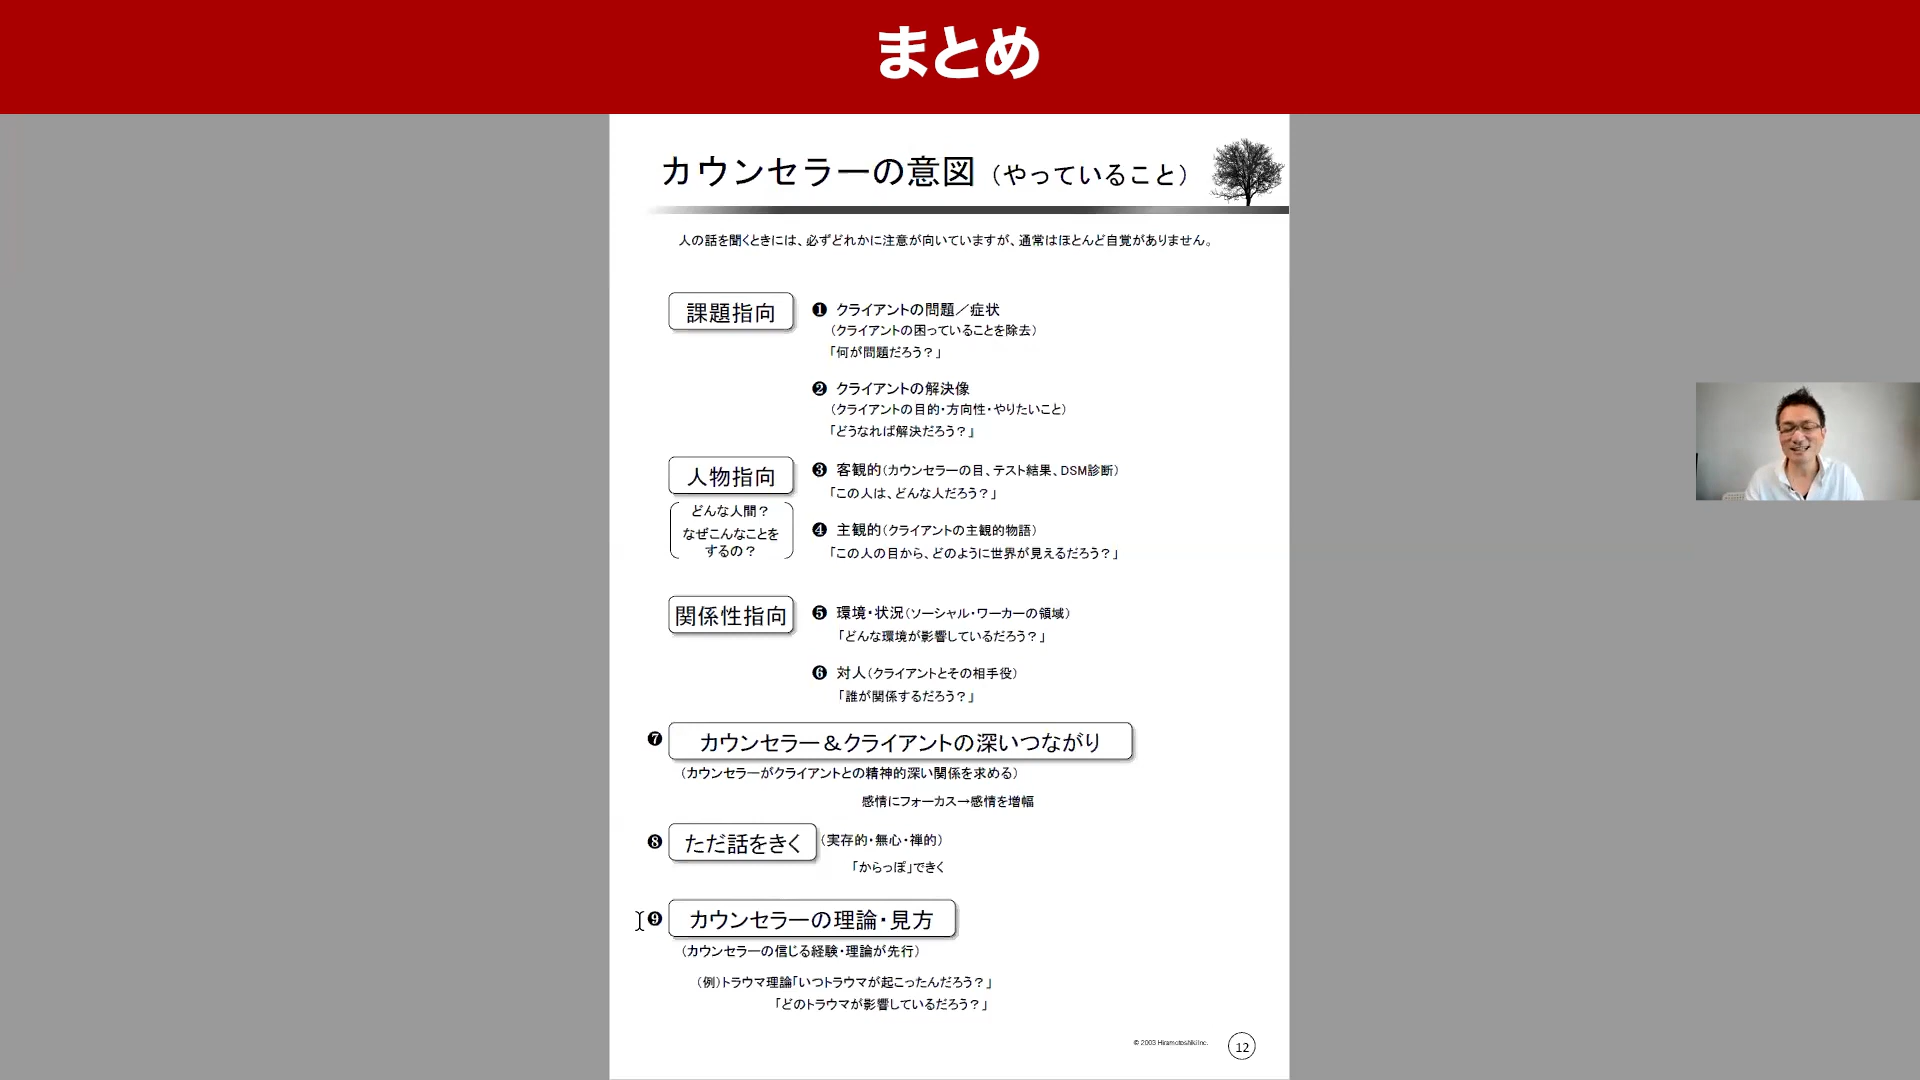 まとめ
カウンセラーの意図（やっていること）
人の話を聞くときには、必ずどれかに注意が向いていますが、通常はほとんど自覚がありません。
課題指向
❶ クライアントの問題／症状
（クライアントの困っていることを除去）
「何が問題だろう？」
❷ クライアントの解決像
（クライアントの目的・方向性・やりたいこと）
「どうなれば解決だろう？」
人物指向
どんな人間？
なぜこんなことを
するの？
❸ 客観的（カウンセラーの目、テスト結果、DSM診断）
「この人は、どんな人だろう？」
❹ 主観的（クライアントの主観的物語）
「この人の目から、どのように世界が見えるだろう？」
関係性指向
❺ 環境・状況（ソーシャル・ワーカーの領域）
「どんな環境が影響しているだろう？」
❻ 対人（クライアントとその相手役）
「誰が関係するだろう？」
❼ カウンセラー＆クライアントの深いつながり
（カウンセラーがクライアントとの精神的深い関係を求める）
感情にフォーカス→感情を増幅
❽ ただ話をきく（実存的・無心・禅的）
「からっぽ」できく
❾ カウンセラーの理論・見方
（カウンセラーの信じる経験・理論が先行）
（例）トラウマ理論「いつトラウマが起こったんだろう？」
「どのトラウマが影響しているだろう？」
© 2003 Hiramotoshiki Inc.
12